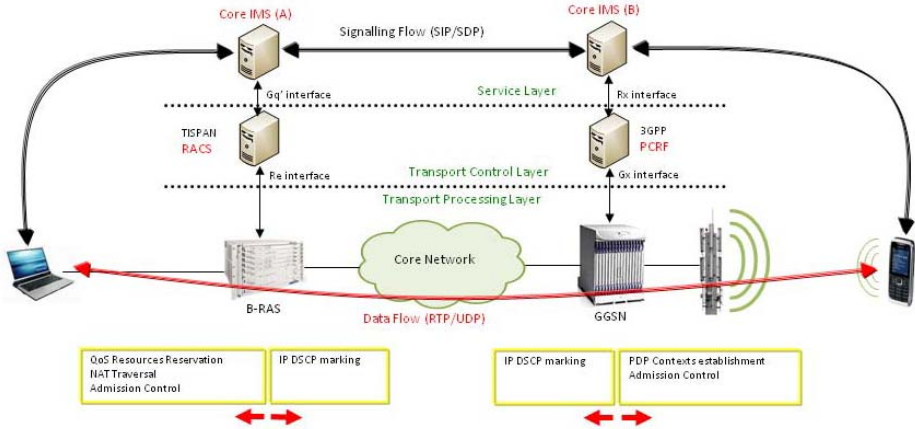 Core IMS (A)
Core IMS (B)
Signalling Flow (SIP/SDP)
Gq' interface
Service Layer
Rx interface
TISPAN
RACS
3GPP
PCRF
Re interface
Transport Control Layer
Gx interface
Transport Processing Layer
Core Network
B-RAS
Data Flow (RTP/UDP)
GGSN
QoS Resources Reservation
NAT Traversal
Admission Control
IP DSCP marking
IP DSCP marking
PDP Contexts establishment
Admission Control